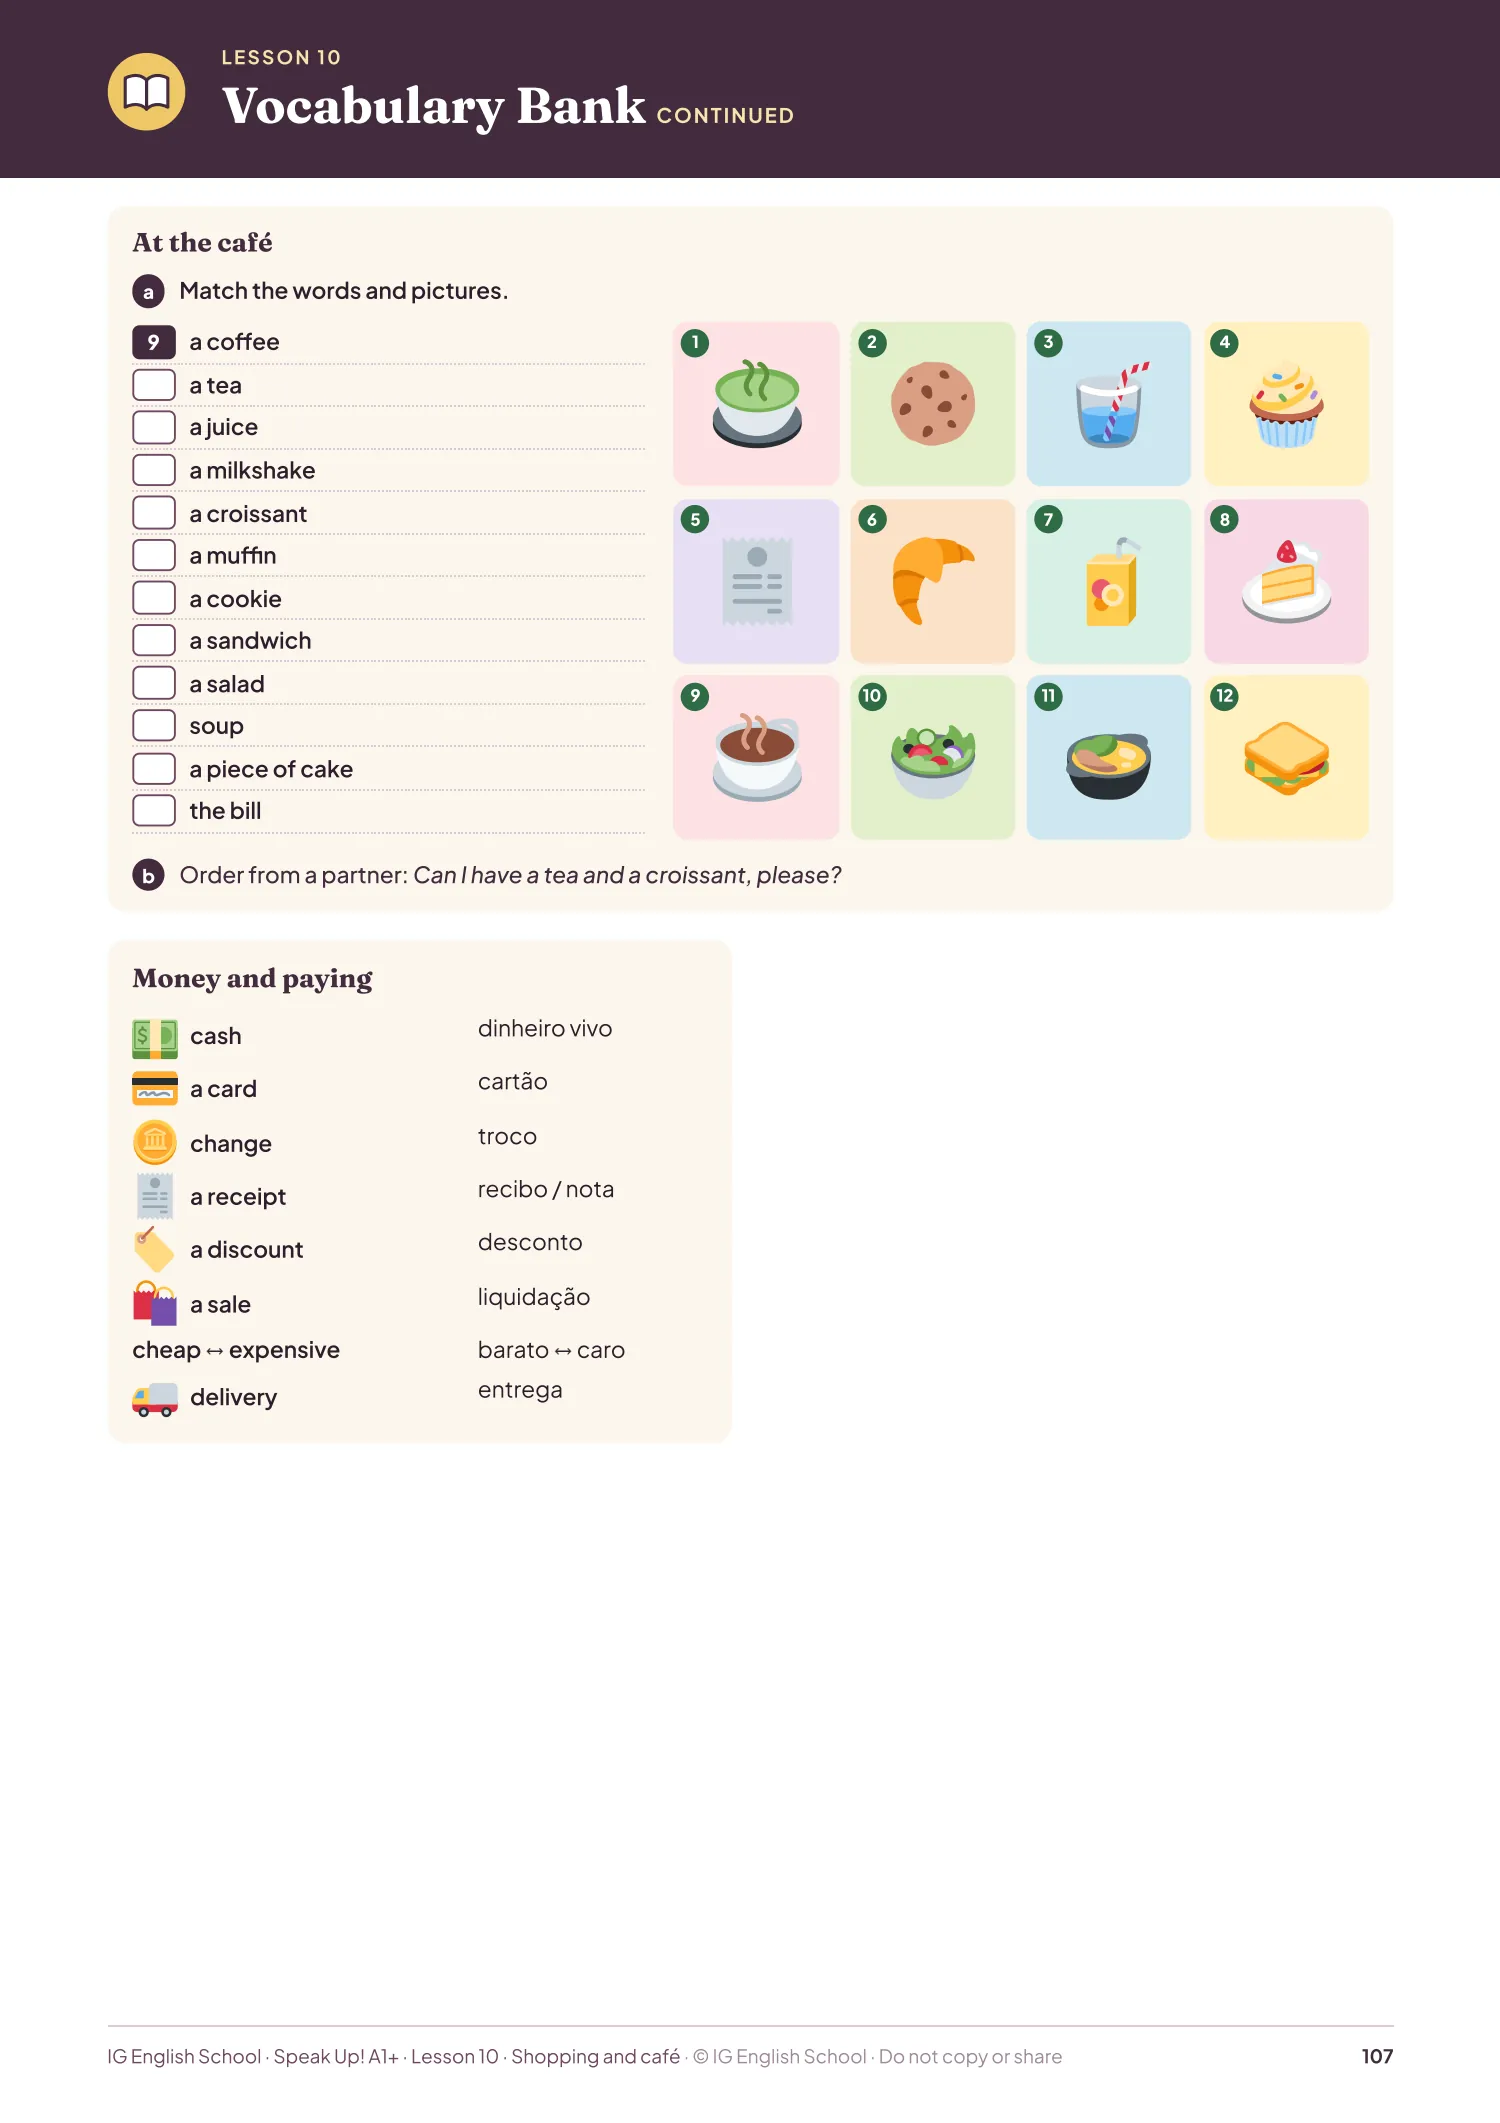 LESSON 10
Vocabulary Bank CONTINUED
At the café
a Match the words and pictures.
9 a coffee
a tea
a juice
a milkshake
a croissant
a muffin
a cookie
a sandwich
a salad
soup
a piece of cake
the bill
1 2 3 4
5 6 7 8
9 10 11 12
b Order from a partner: Can I have a tea and a croissant, please?
Money and paying
$ cash dinheiro vivo
a card cartão
change troco
a receipt recibo / nota
a discount desconto
a sale liquidação
cheap ↔ expensive barato ↔ caro
delivery entrega
IG English School · Speak Up! A1+ · Lesson 10 · Shopping and café · © IG English School · Do not copy or share 107